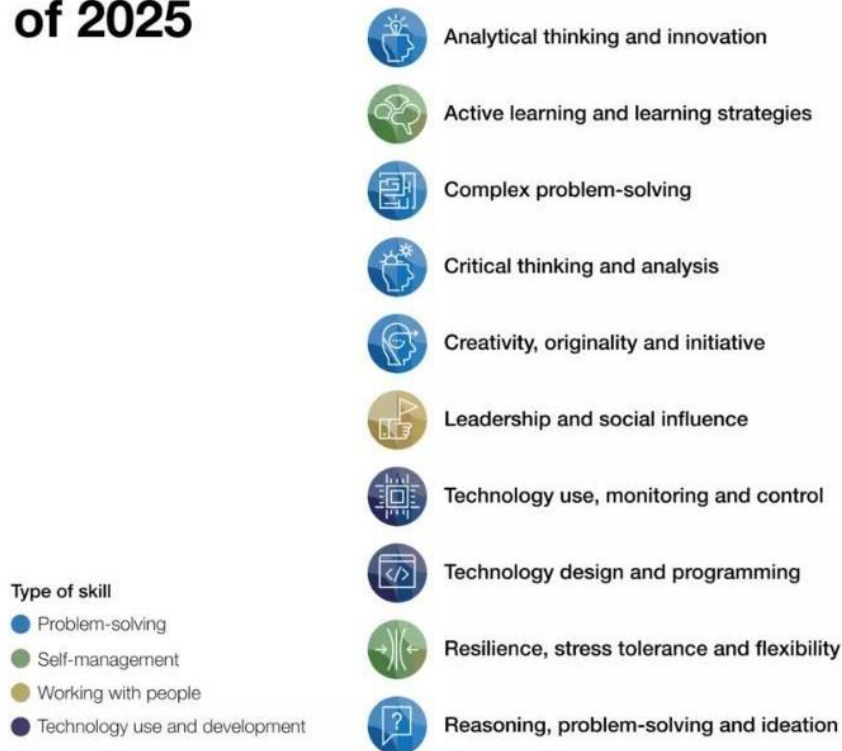 of 2025
Analytical thinking and innovation
Active learning and learning strategies
Complex problem-solving
Critical thinking and analysis
Creativity, originality and initiative
Leadership and social influence
Technology use, monitoring and control
Technology design and programming
Resilience, stress tolerance and flexibility
Reasoning, problem-solving and ideation
Type of skill
Problem-solving
Self-management
Working with people
Technology use and development